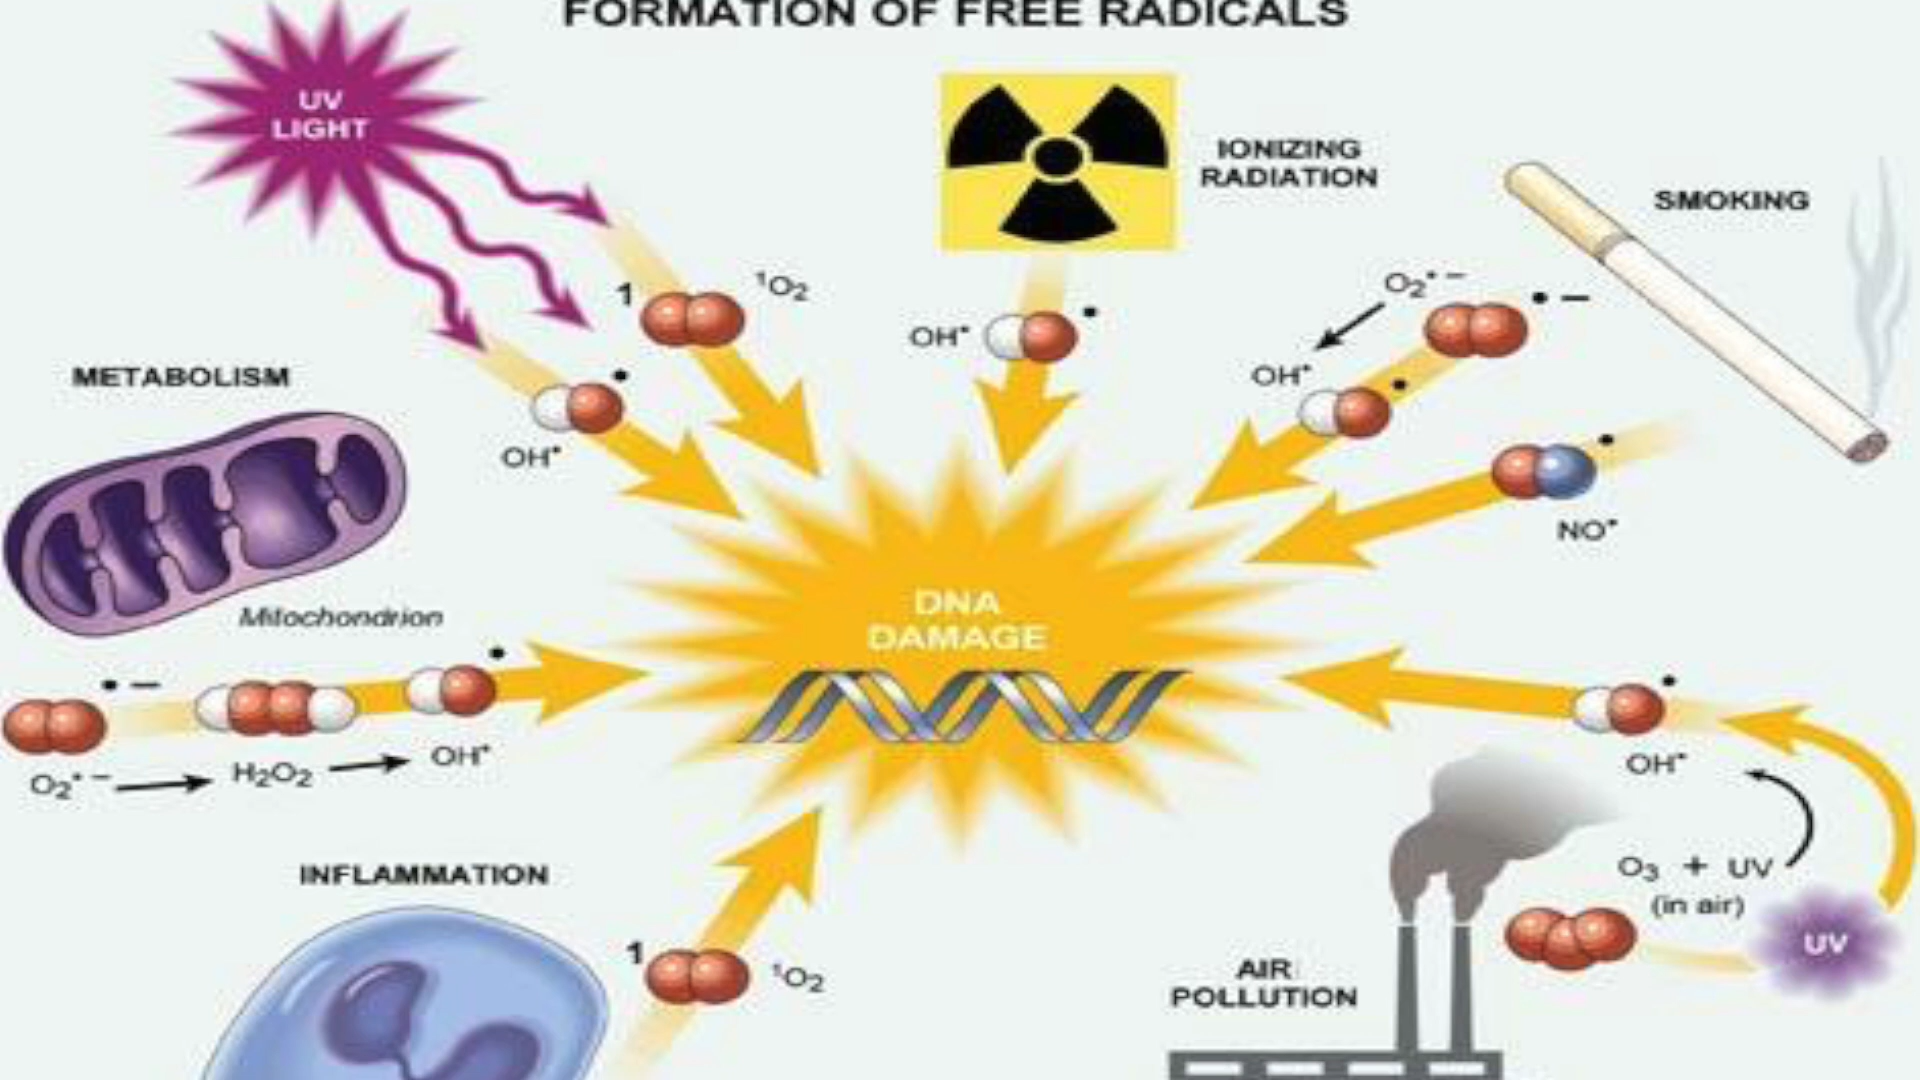 FORMATION OF FREE RADICALS
UV
LIGHT
IONIZING
RADIATION
SMOKING
1
¹O₂
OH•
O₂•−
•−
OH•
METABOLISM
OH•
NO•
Mitochondrion
DNA
DAMAGE
•−
O₂•− → H₂O₂ → OH•
OH•
INFLAMMATION
O₃ + UV
(in air)
UV
1
¹O₂
AIR
POLLUTION